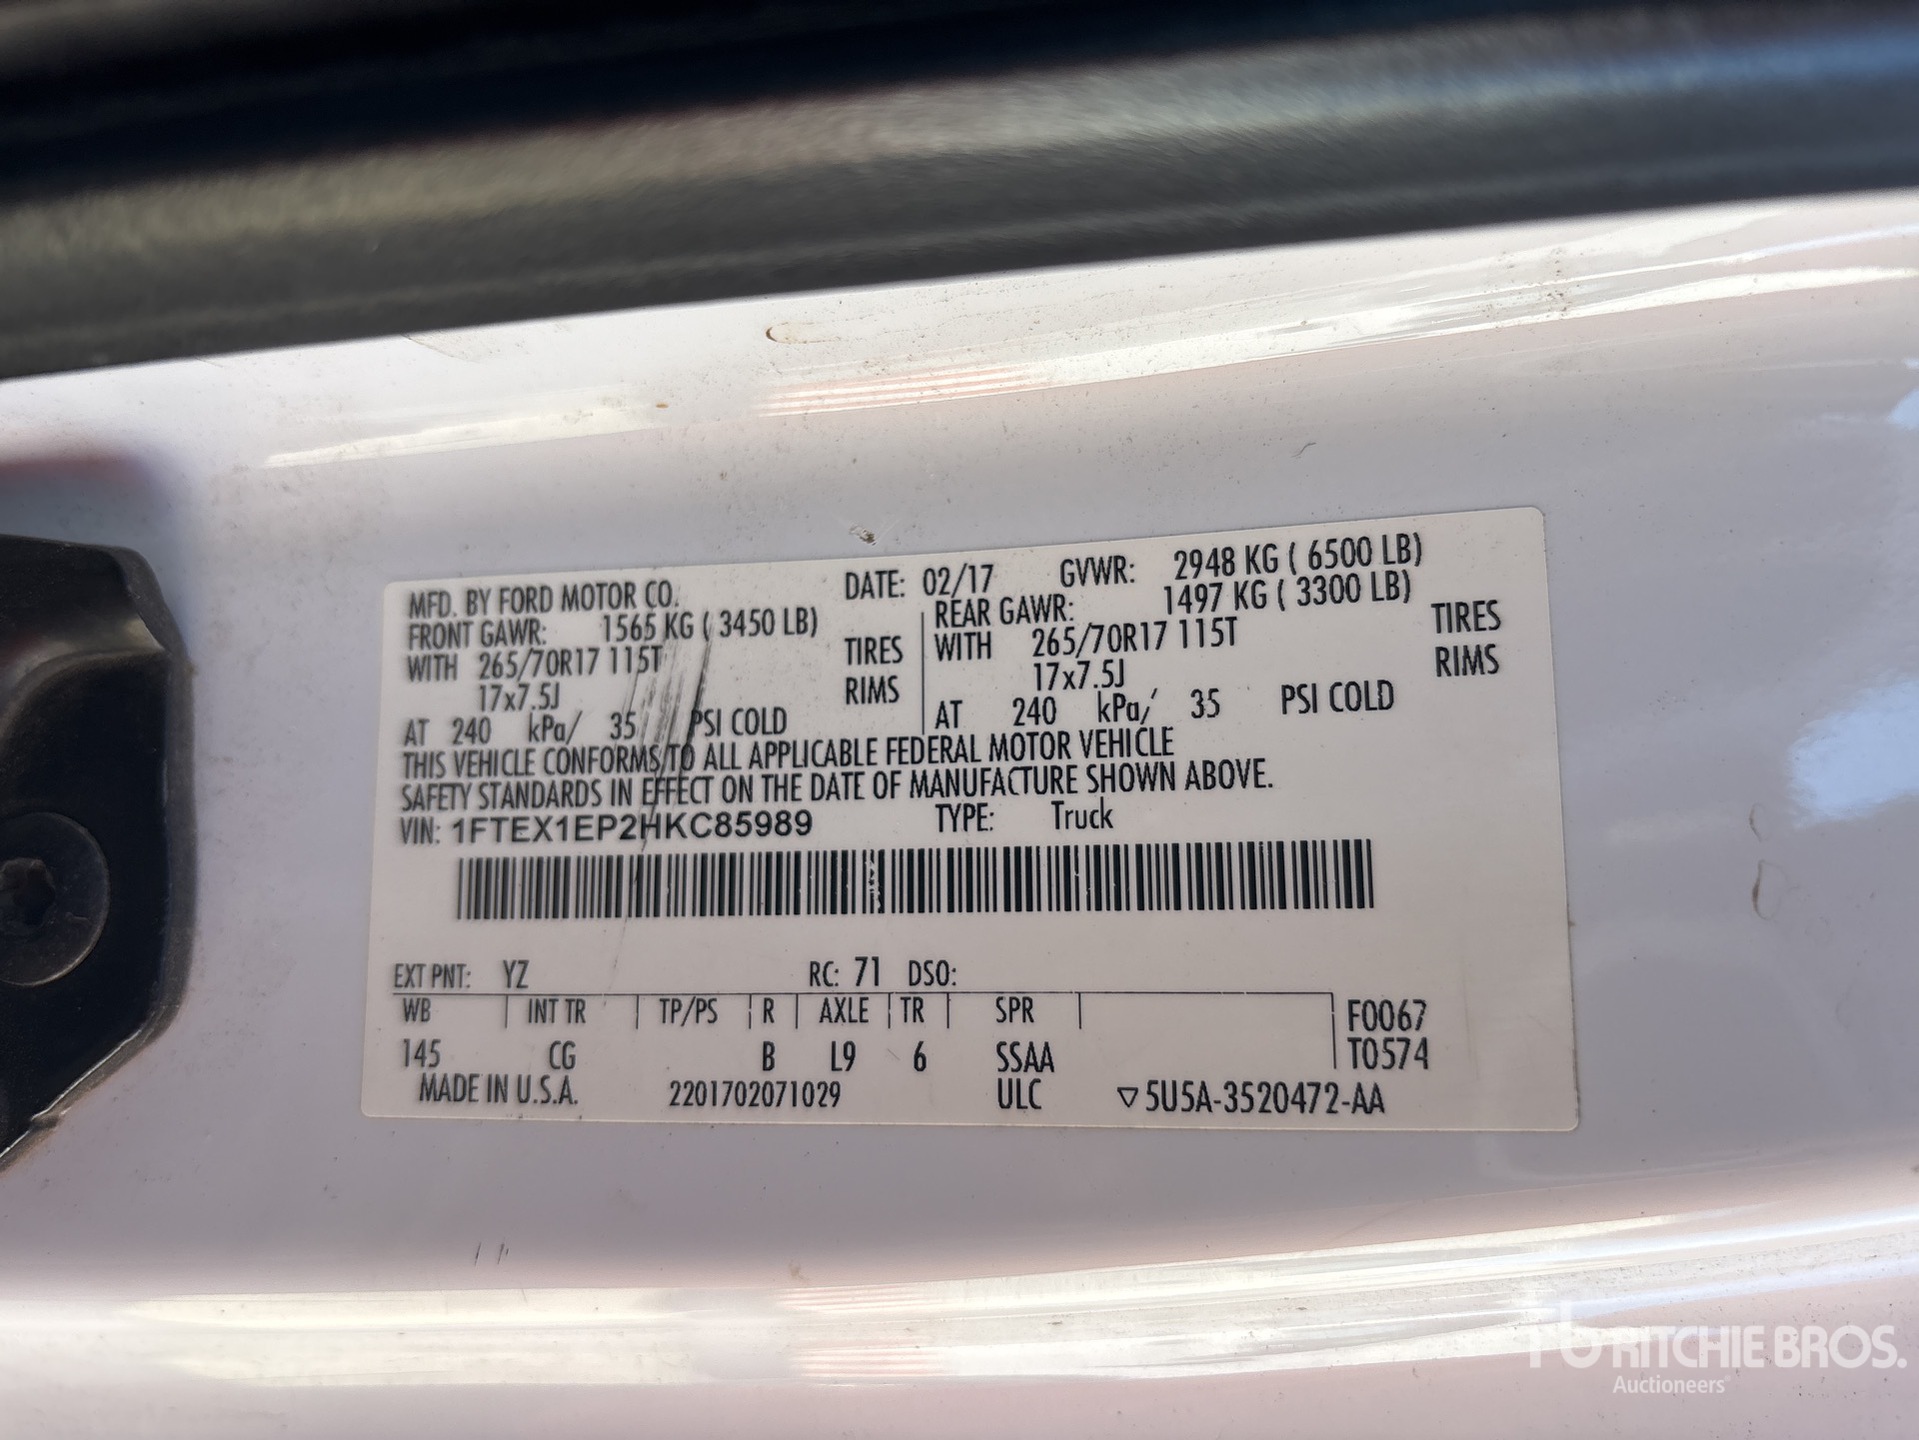 MFD. BY FORD MOTOR CO. DATE: 02/17 GVWR: 2948 KG ( 6500 LB)
FRONT GAWR: 1565 KG ( 3450 LB) REAR GAWR: 1497 KG ( 3300 LB)
WITH 265/70R17 115T TIRES WITH 265/70R17 115T TIRES
17x7.5J RIMS 17x7.5J RIMS
AT 240 kPa/ 35 PSI COLD AT 240 kPa/ 35 PSI COLD
THIS VEHICLE CONFORMS TO ALL APPLICABLE FEDERAL MOTOR VEHICLE
SAFETY STANDARDS IN EFFECT ON THE DATE OF MANUFACTURE SHOWN ABOVE.
VIN: 1FTEX1EP2HKC85989 TYPE: Truck
EXT PNT: YZ RC: 71 DSO:
WB INT TR TP/PS R AXLE TR SPR F0067
145 CG B L9 6 SSAA T0574
MADE IN U.S.A. 2201702071029 ULC ▽5U5A-3520472-AA
rb RITCHIE BROS.
Auctioneers